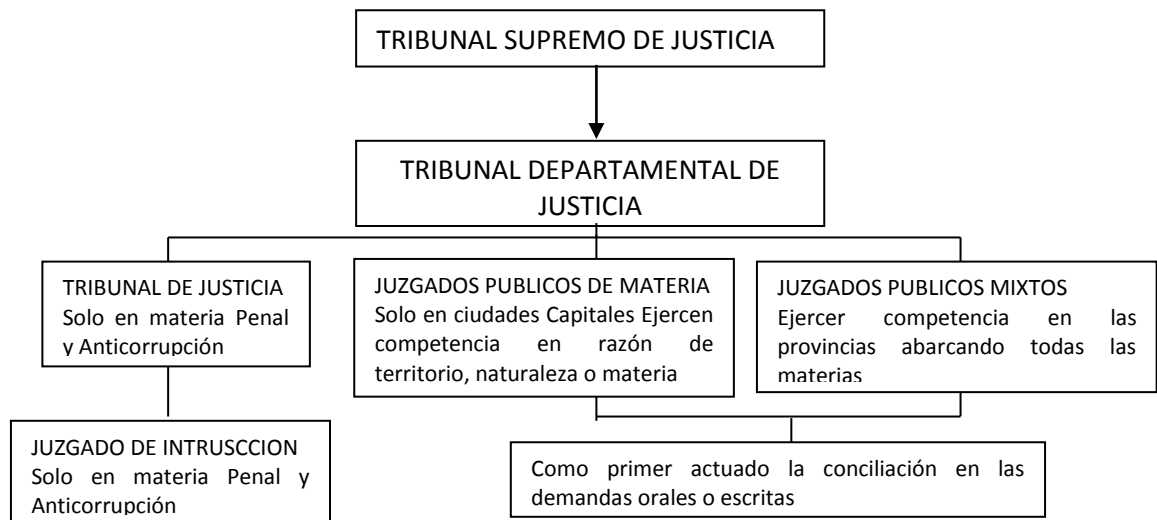 TRIBUNAL SUPREMO DE JUSTICIA
TRIBUNAL DEPARTAMENTAL DE
JUSTICIA
TRIBUNAL DE JUSTICIA
Solo en materia Penal
y Anticorrupción
JUZGADOS PUBLICOS DE MATERIA
Solo en ciudades Capitales Ejercen
competencia en razón de
territorio, naturaleza o materia
JUZGADOS PUBLICOS MIXTOS
Ejercer competencia en las
provincias abarcando todas las
materias
JUZGADO DE INTRUSCCION
Solo en materia Penal y
Anticorrupción
Como primer actuado la conciliación en las
demandas orales o escritas